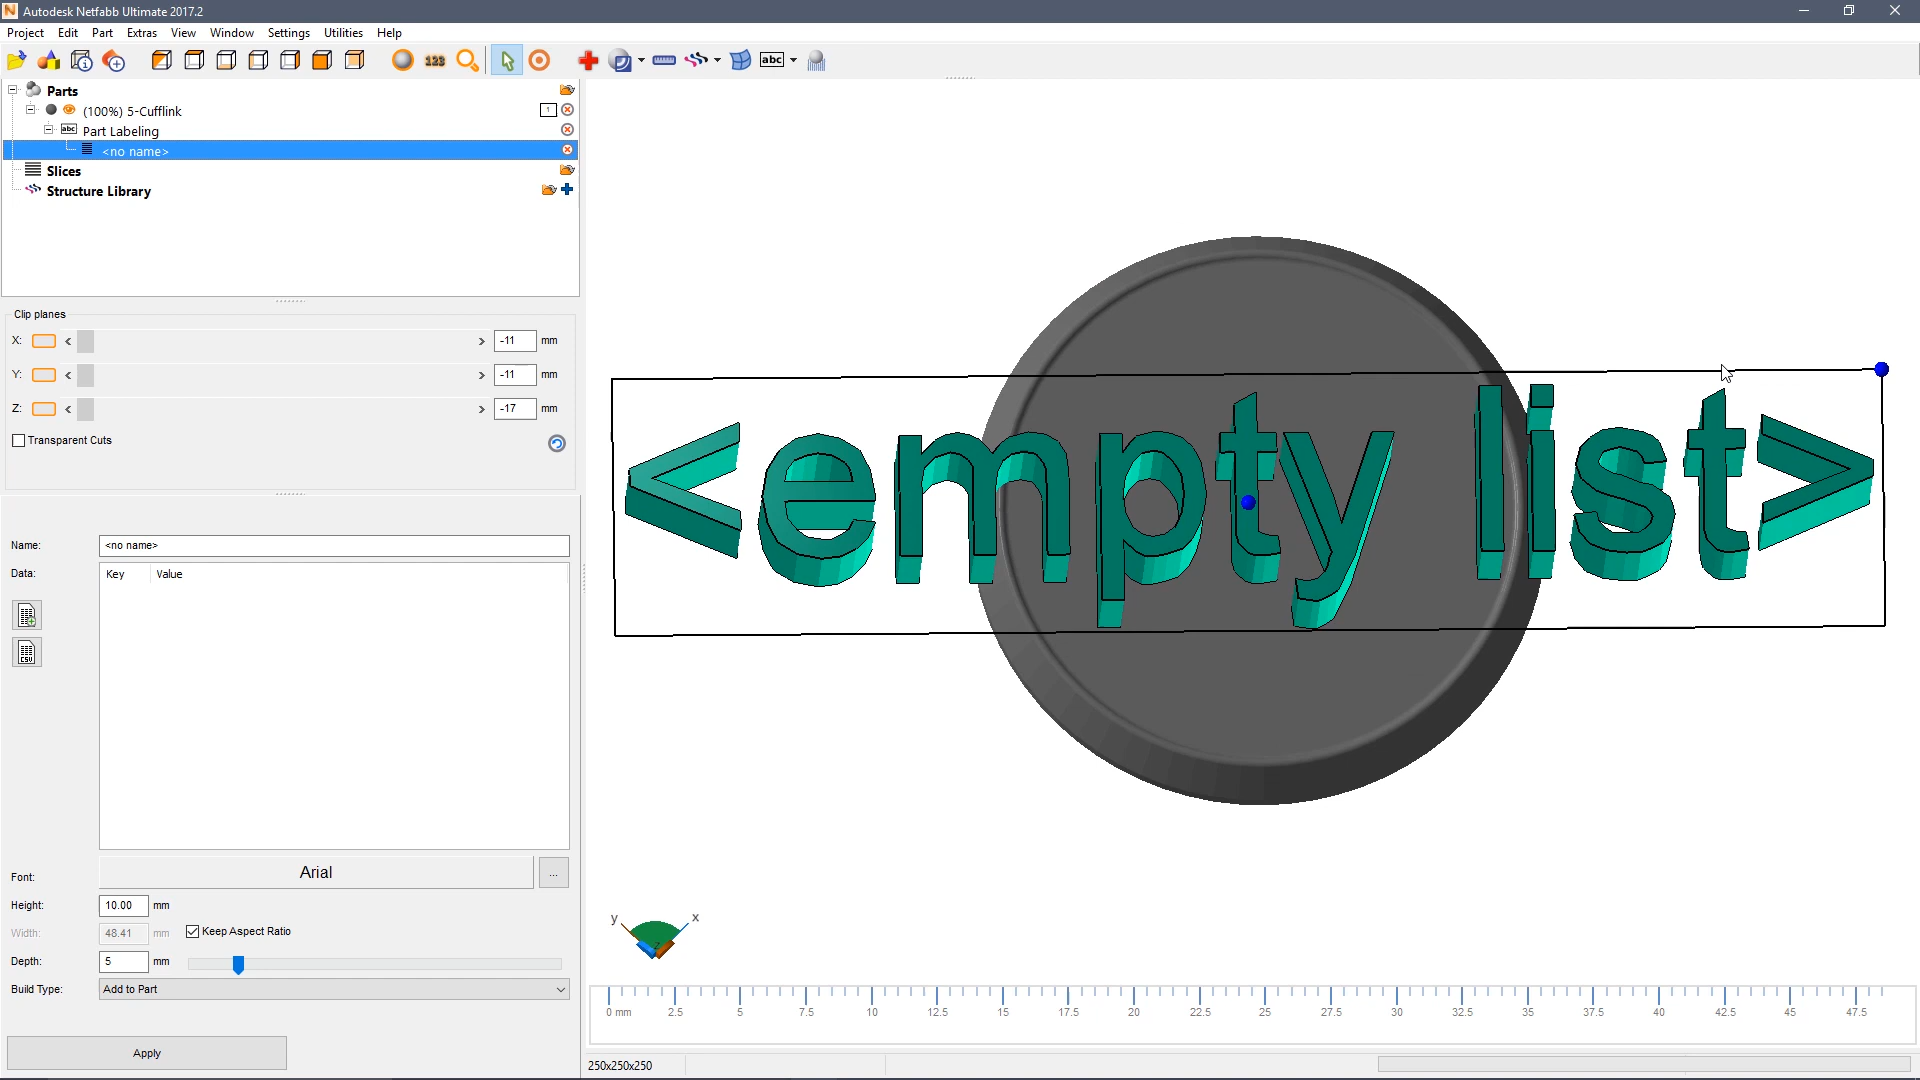 Autodesk Netfabb Ultimate 2017.2
Project Edit Part Extras View Window Settings Utilities Help
123
abc
Parts
(100%) 5-Cufflink
abc Part Labeling
<no name>
Slices
Structure Library
Clip planes
X: < > -11 mm
Y: < > -11 mm
Z: < > -17 mm
Transparent Cuts
Name: <no name>
Data: Key Value
CSV
Font: Arial ...
Height: 10.00 mm
Width: 48.41 mm Keep Aspect Ratio
Depth: 5 mm
Build Type: Add to Part
Apply
<empty list>
y x
z
0 mm 2.5 5 7.5 10 12.5 15 17.5 20 22.5 25 27.5 30 32.5 35 37.5 40 42.5 45 47.5
250x250x250